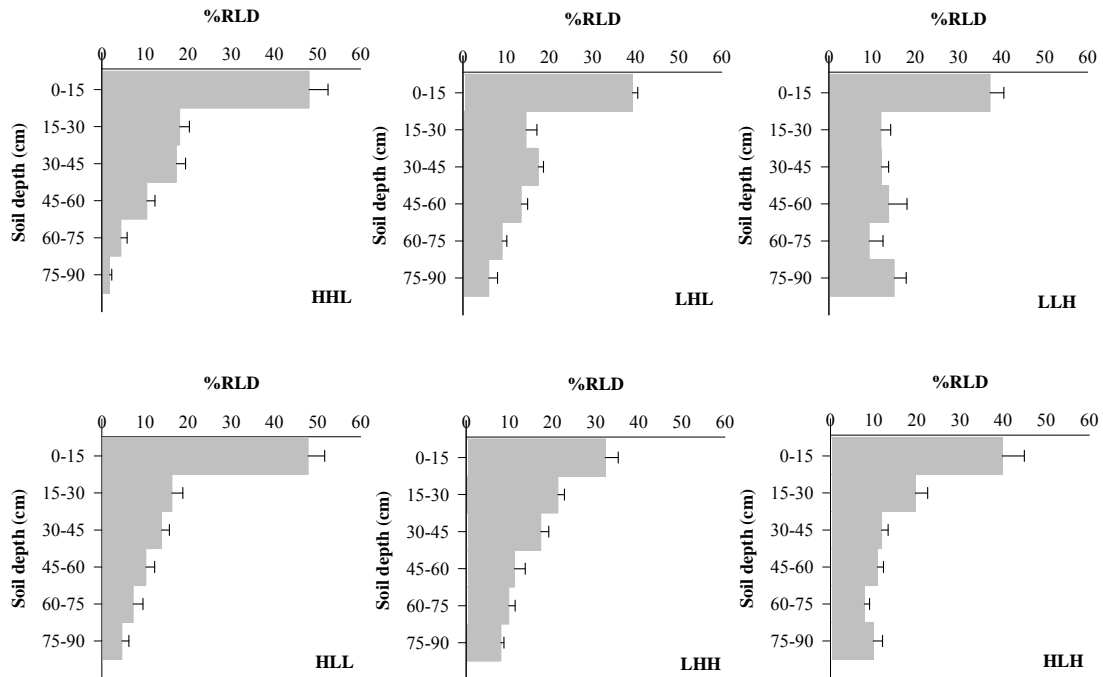 %RLD %RLD %RLD
0 10 20 30 40 50 60 0 10 20 30 40 50 60 0 10 20 30 40 50 60
Soil depth (cm) Soil depth (cm) Soil depth (cm)
0-15 0-15 0-15
15-30 15-30 15-30
30-45 30-45 30-45
45-60 45-60 45-60
60-75 60-75 60-75
75-90 75-90 75-90
HHL LHL LLH
%RLD %RLD %RLD
0 10 20 30 40 50 60 0 10 20 30 40 50 60 0 10 20 30 40 50 60
Soil depth (cm) Soil depth (cm) Soil depth (cm)
0-15 0-15 0-15
15-30 15-30 15-30
30-45 30-45 30-45
45-60 45-60 45-60
60-75 60-75 60-75
75-90 75-90 75-90
HLL LHH HLH